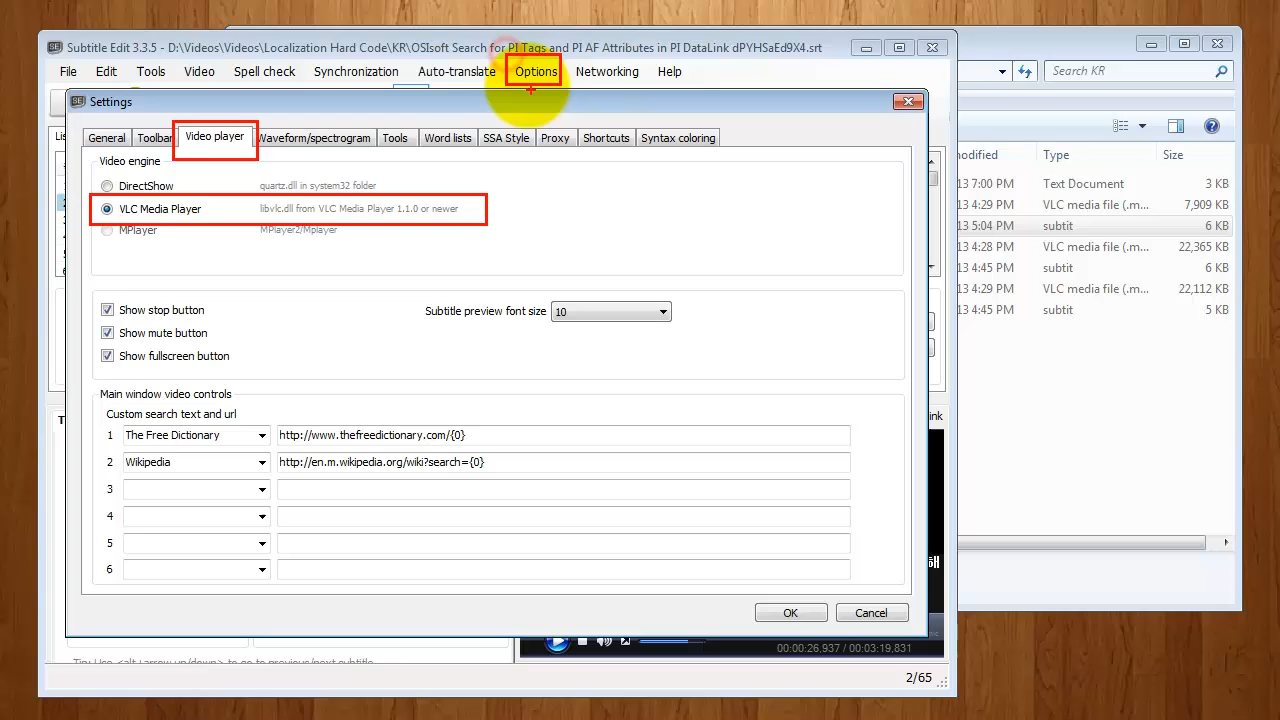 Subtitle Edit 3.3.5 - D:\Videos\Videos\Localization Hard Code\KR\OSIsoft Search for PI Tags and PI AF Attributes in PI DataLink dPYHSaEd9X4.srt
File Edit Tools Video Spell check Synchronization Auto-translate Options Networking Help
Search KR
Settings
General Toolbar Video player Waveform/spectrogram Tools Word lists SSA Style Proxy Shortcuts Syntax coloring
Video engine
DirectShow quartz.dll in system32 folder
VLC Media Player libvlc.dll from VLC Media Player 1.1.0 or newer
MPlayer MPlayer2/Mplayer
Show stop button
Subtitle preview font size 10
Show mute button
Show fullscreen button
Main window video controls
Custom search text and url
1 The Free Dictionary http://www.thefreedictionary.com/{0}
2 Wikipedia http://en.m.wikipedia.org/wiki?search={0}
3
4
5
6
OK Cancel
odified Type Size
13 7:00 PM Text Document 3 KB
13 4:29 PM VLC media file (.m... 7,909 KB
13 5:04 PM subtit 6 KB
13 4:28 PM VLC media file (.m... 22,365 KB
13 4:45 PM subtit 6 KB
13 4:29 PM VLC media file (.m... 22,112 KB
13 4:45 PM subtit 5 KB
ink
00:00:26,937 / 00:03:19,831
2/65